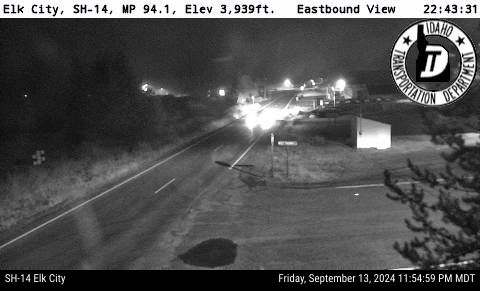 Elk City, SH-14, MP 94.1, Elev 3,939ft.   Eastbound View   22:43:31
IDAHO
TRANSPORTATION DEPARTMENT
SH-14 Elk City
Friday, September 13, 2024 11:54:59 PM MDT